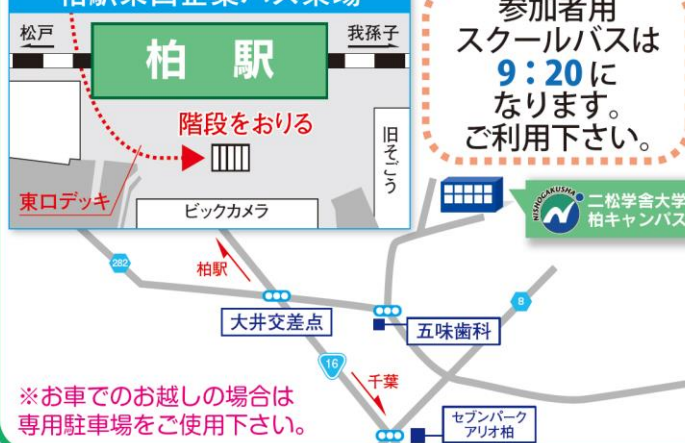 柏駅東口企業バス乗場
松戸
我孫子
柏駅
階段をおりる
旧そごう
東口デッキ
ビックカメラ
参加者用
スクールバスは
9:20に
なります。
ご利用下さい。
NISHOGAKUSHA
二松学舎大学
柏キャンパス
282
柏駅
8
大井交差点
五味歯科
16
千葉
セブンパーク
アリオ柏
※お車でのお越しの場合は
専用駐車場をご使用下さい。